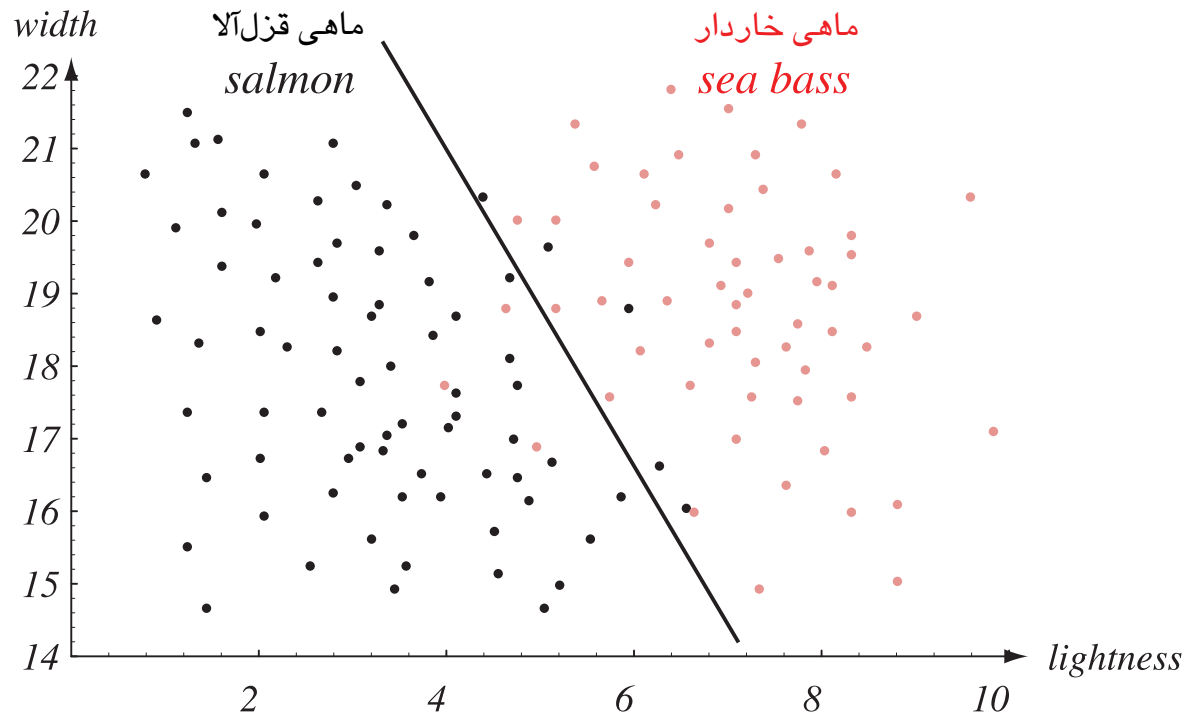 width
ماهی قزل‌آلا
salmon
ماهی خاردار
sea bass
22
21
20
19
18
17
16
15
14
2
4
6
8
10
lightness